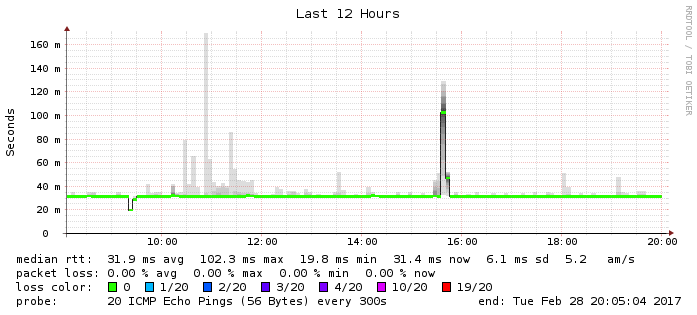 Last 12 Hours
RRDTOOL / TOBI OETIKER
Seconds
160 m
140 m
120 m
100 m
80 m
60 m
40 m
20 m
0
10:00 12:00 14:00 16:00 18:00 20:00
median rtt: 31.9 ms avg 102.3 ms max 19.8 ms min 31.4 ms now 6.1 ms sd 5.2 am/s
packet loss: 0.00 % avg 0.00 % max 0.00 % min 0.00 % now
loss color: 0 1/20 2/20 3/20 4/20 10/20 19/20
probe: 20 ICMP Echo Pings (56 Bytes) every 300s end: Tue Feb 28 20:05:04 2017